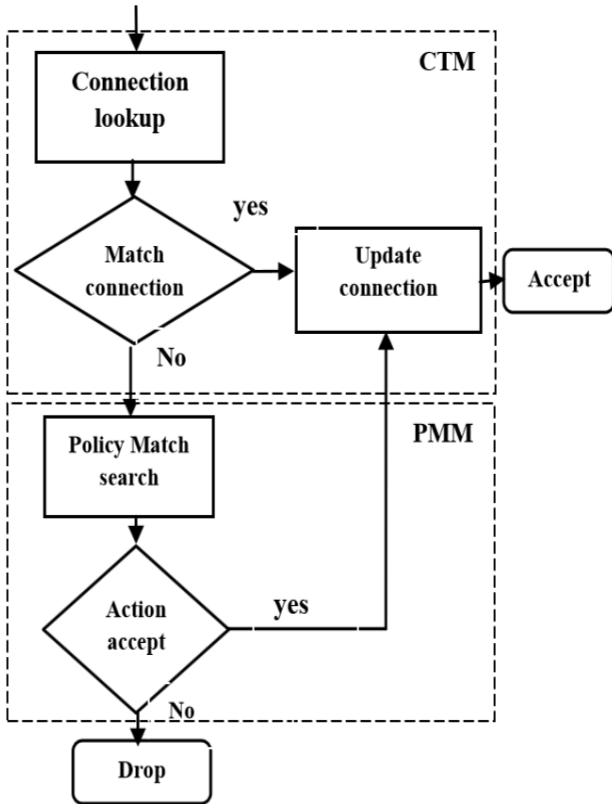 CTM
Connection
lookup
yes
Match
connection
Update
connection
Accept
No
PMM
Policy Match
search
Action
accept
yes
No
Drop